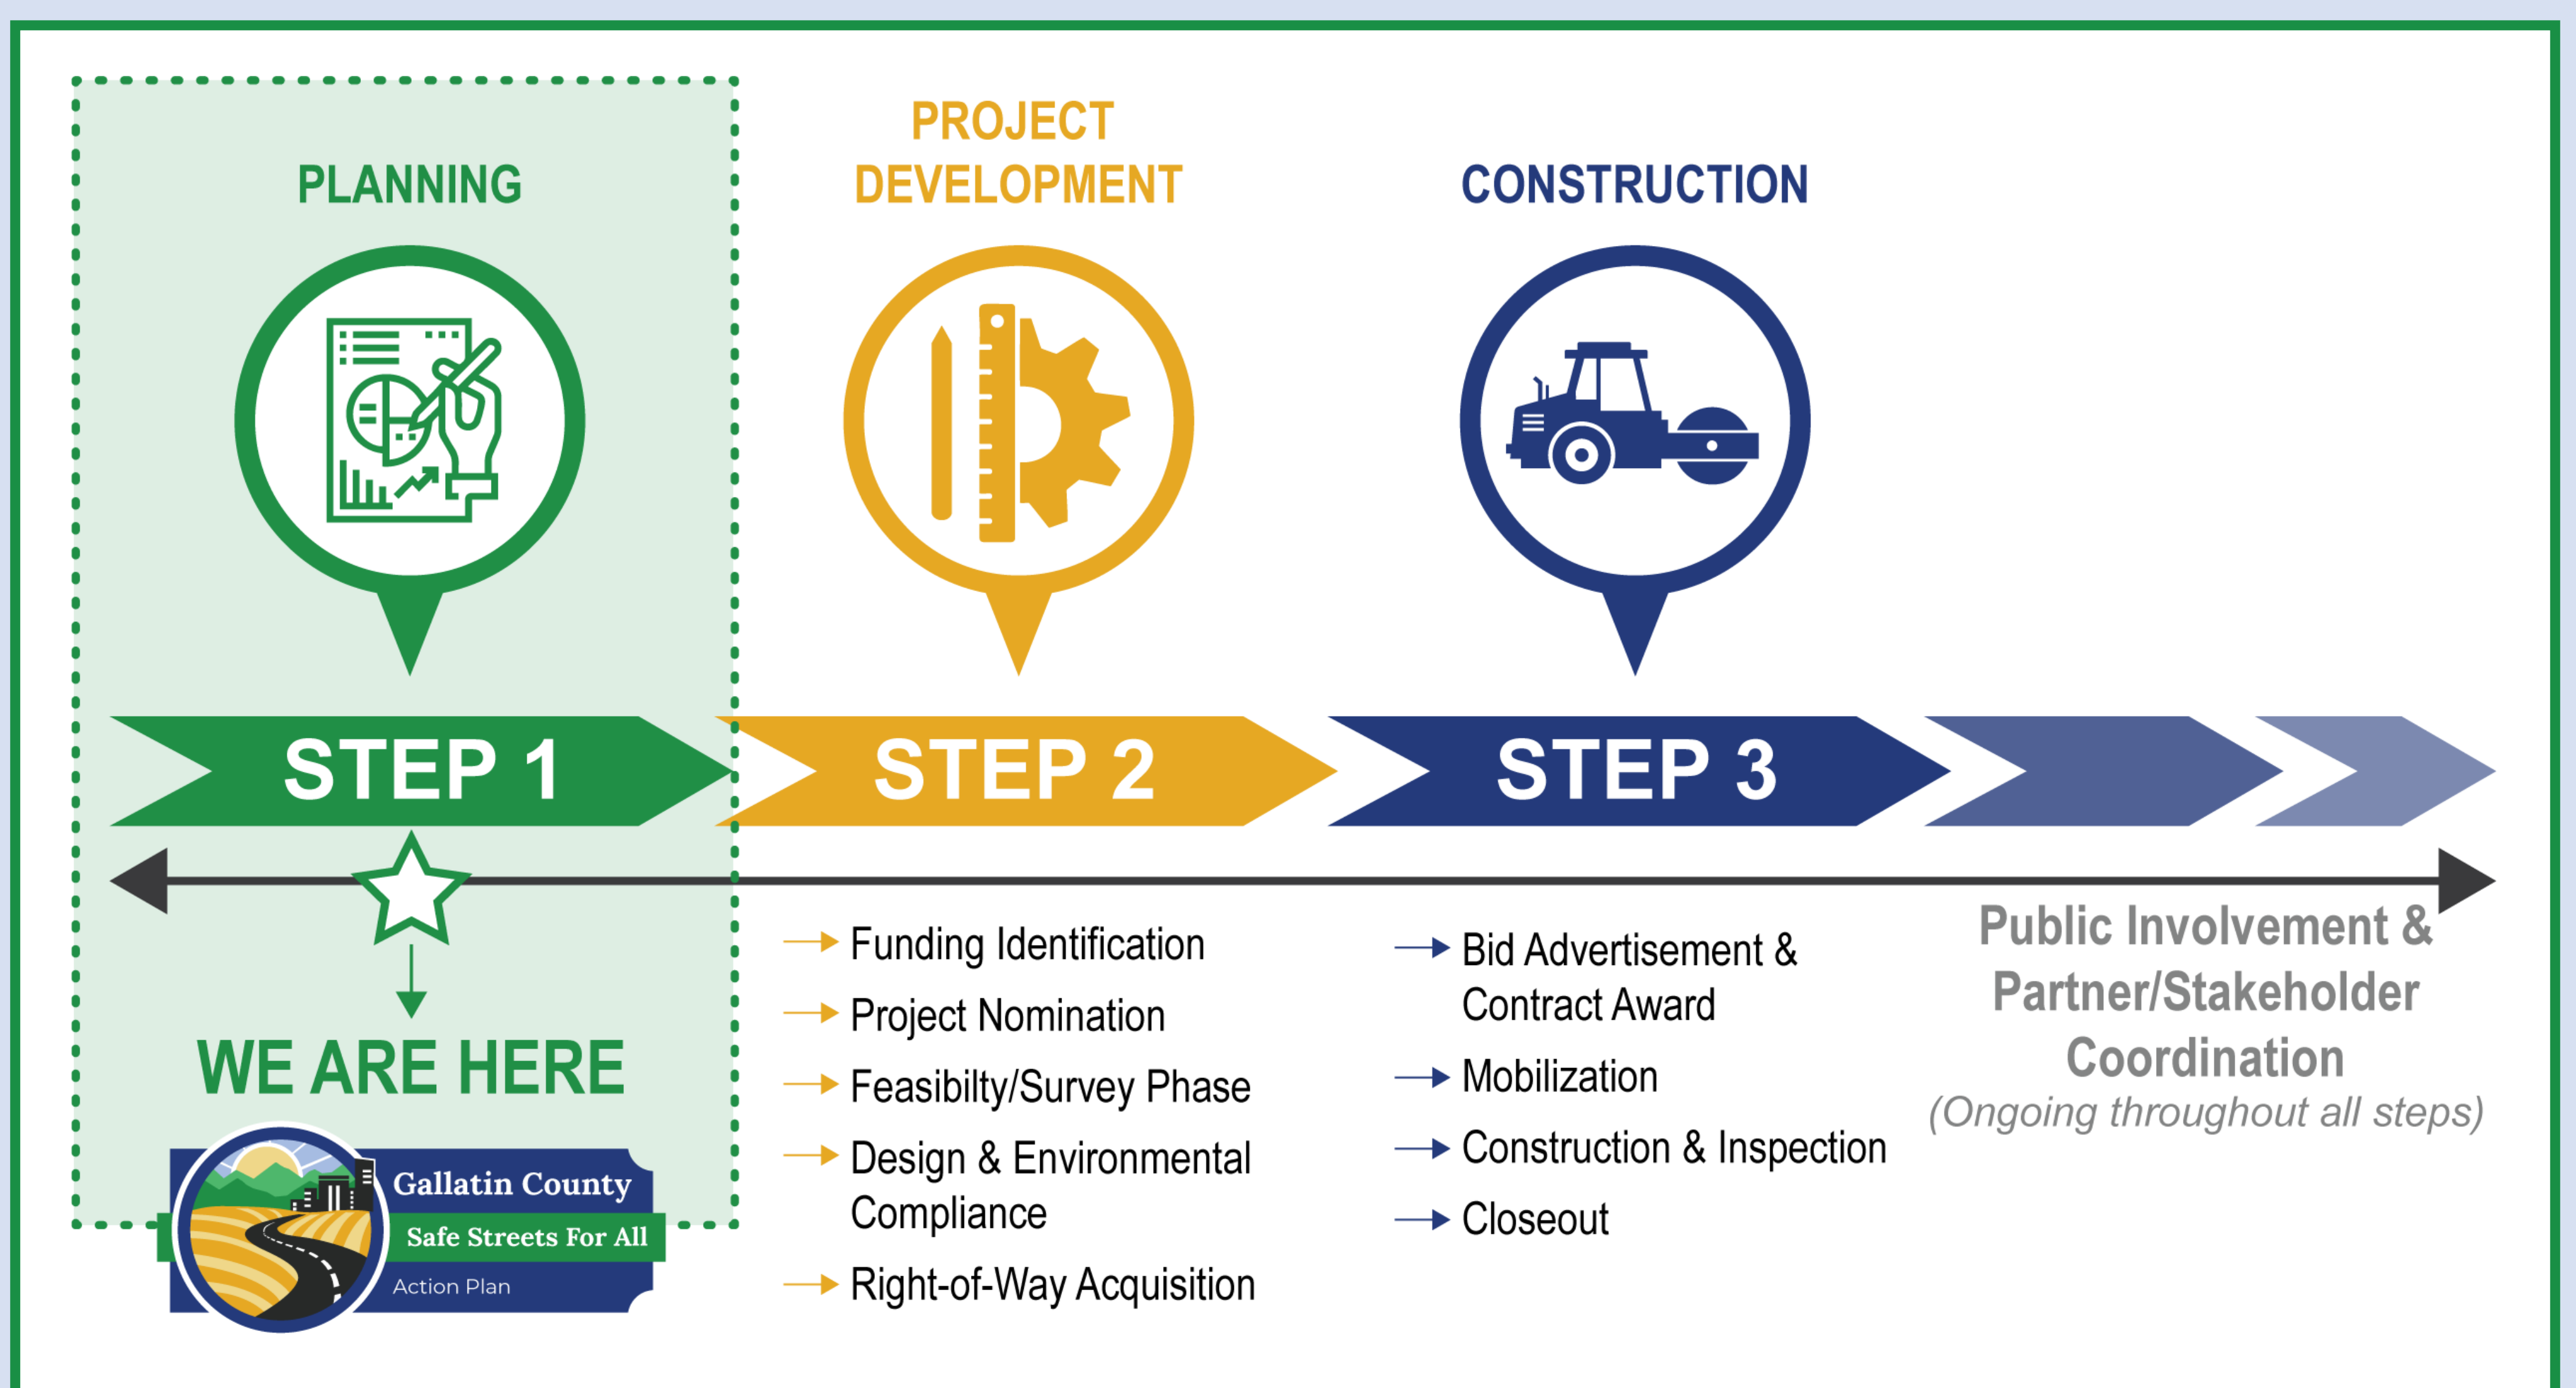 PLANNING
PROJECT
DEVELOPMENT
CONSTRUCTION
STEP 1
STEP 2
STEP 3
WE ARE HERE
Gallatin County
Safe Streets For All
Action Plan
Funding Identification
Project Nomination
Feasibilty/Survey Phase
Design & Environmental
Compliance
Right-of-Way Acquisition
Bid Advertisement &
Contract Award
Mobilization
Construction & Inspection
Closeout
Public Involvement &
Partner/Stakeholder
Coordination
(Ongoing throughout all steps)